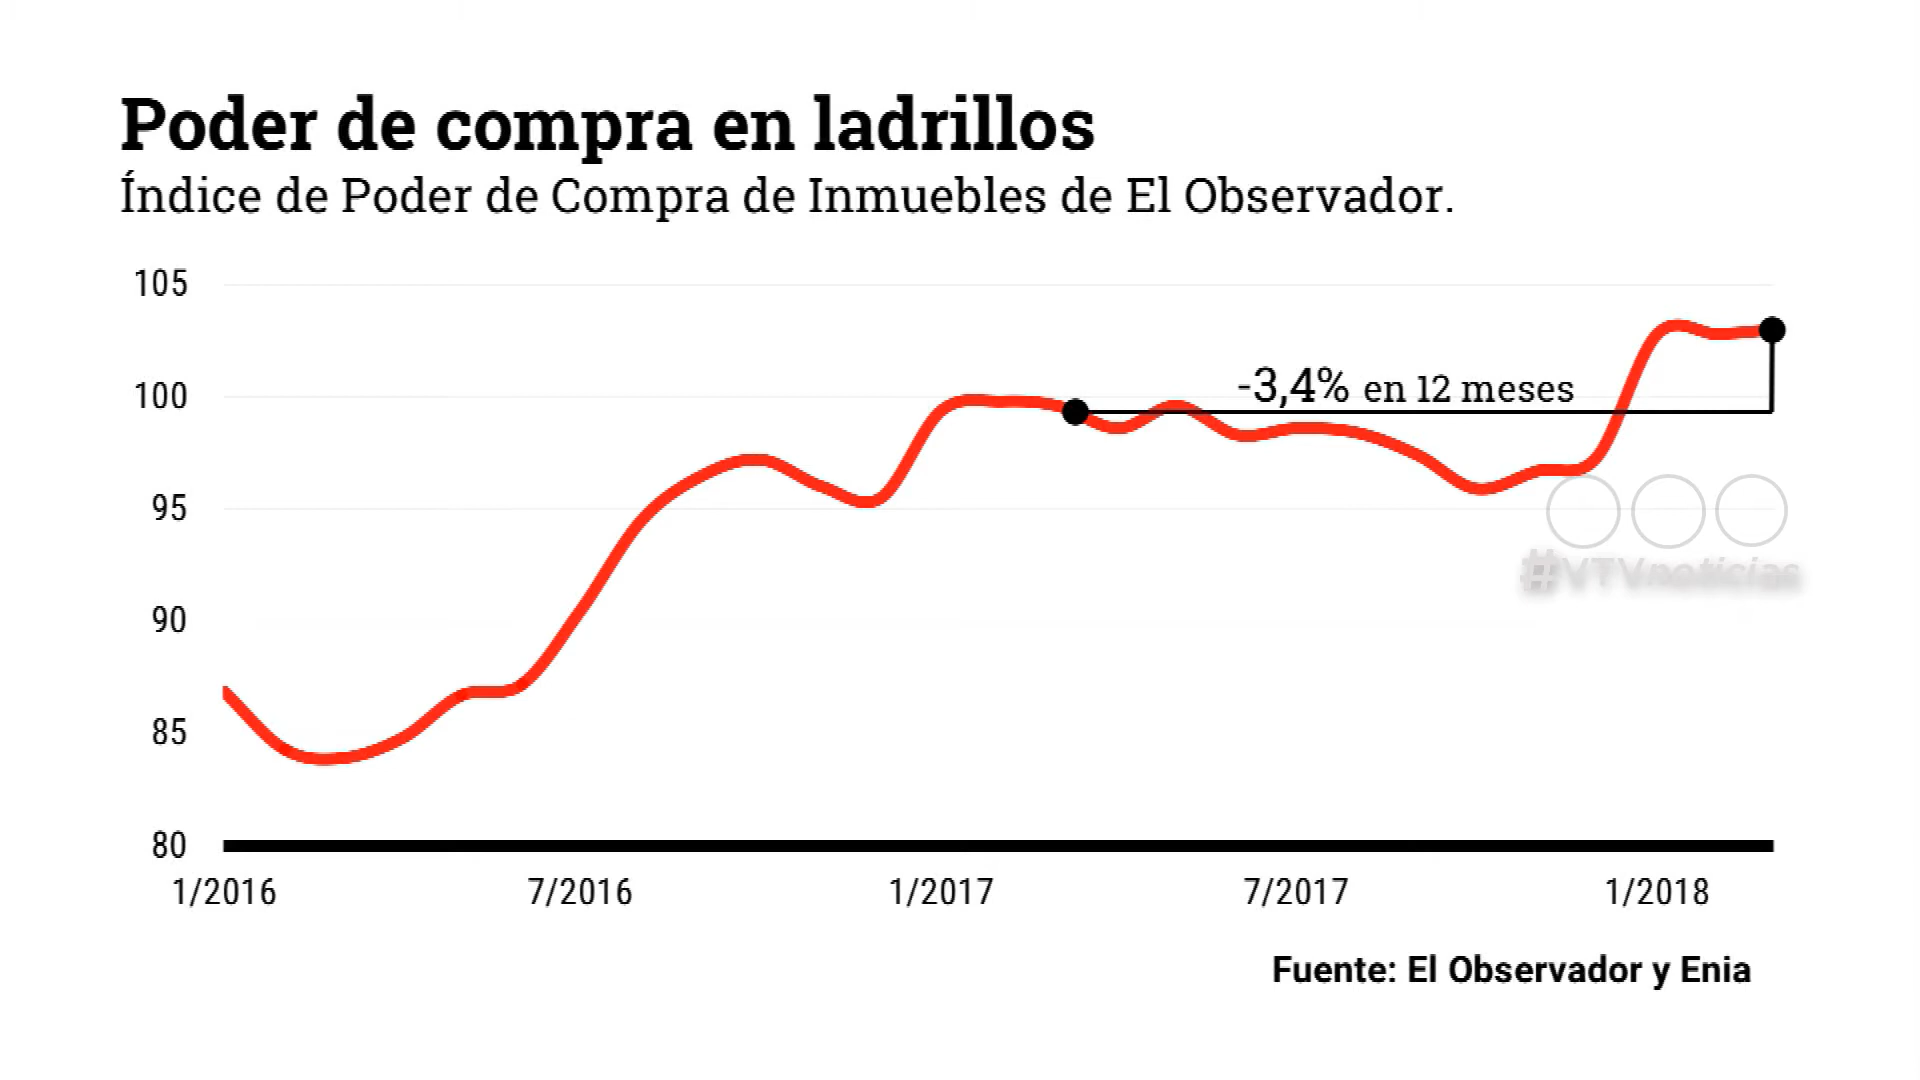 Poder de compra en ladrillos
Índice de Poder de Compra de Inmuebles de El Observador.
105
100
95
90
85
80
-3,4% en 12 meses
#VTVnoticias
1/2016 7/2016 1/2017 7/2017 1/2018
Fuente: El Observador y Enia